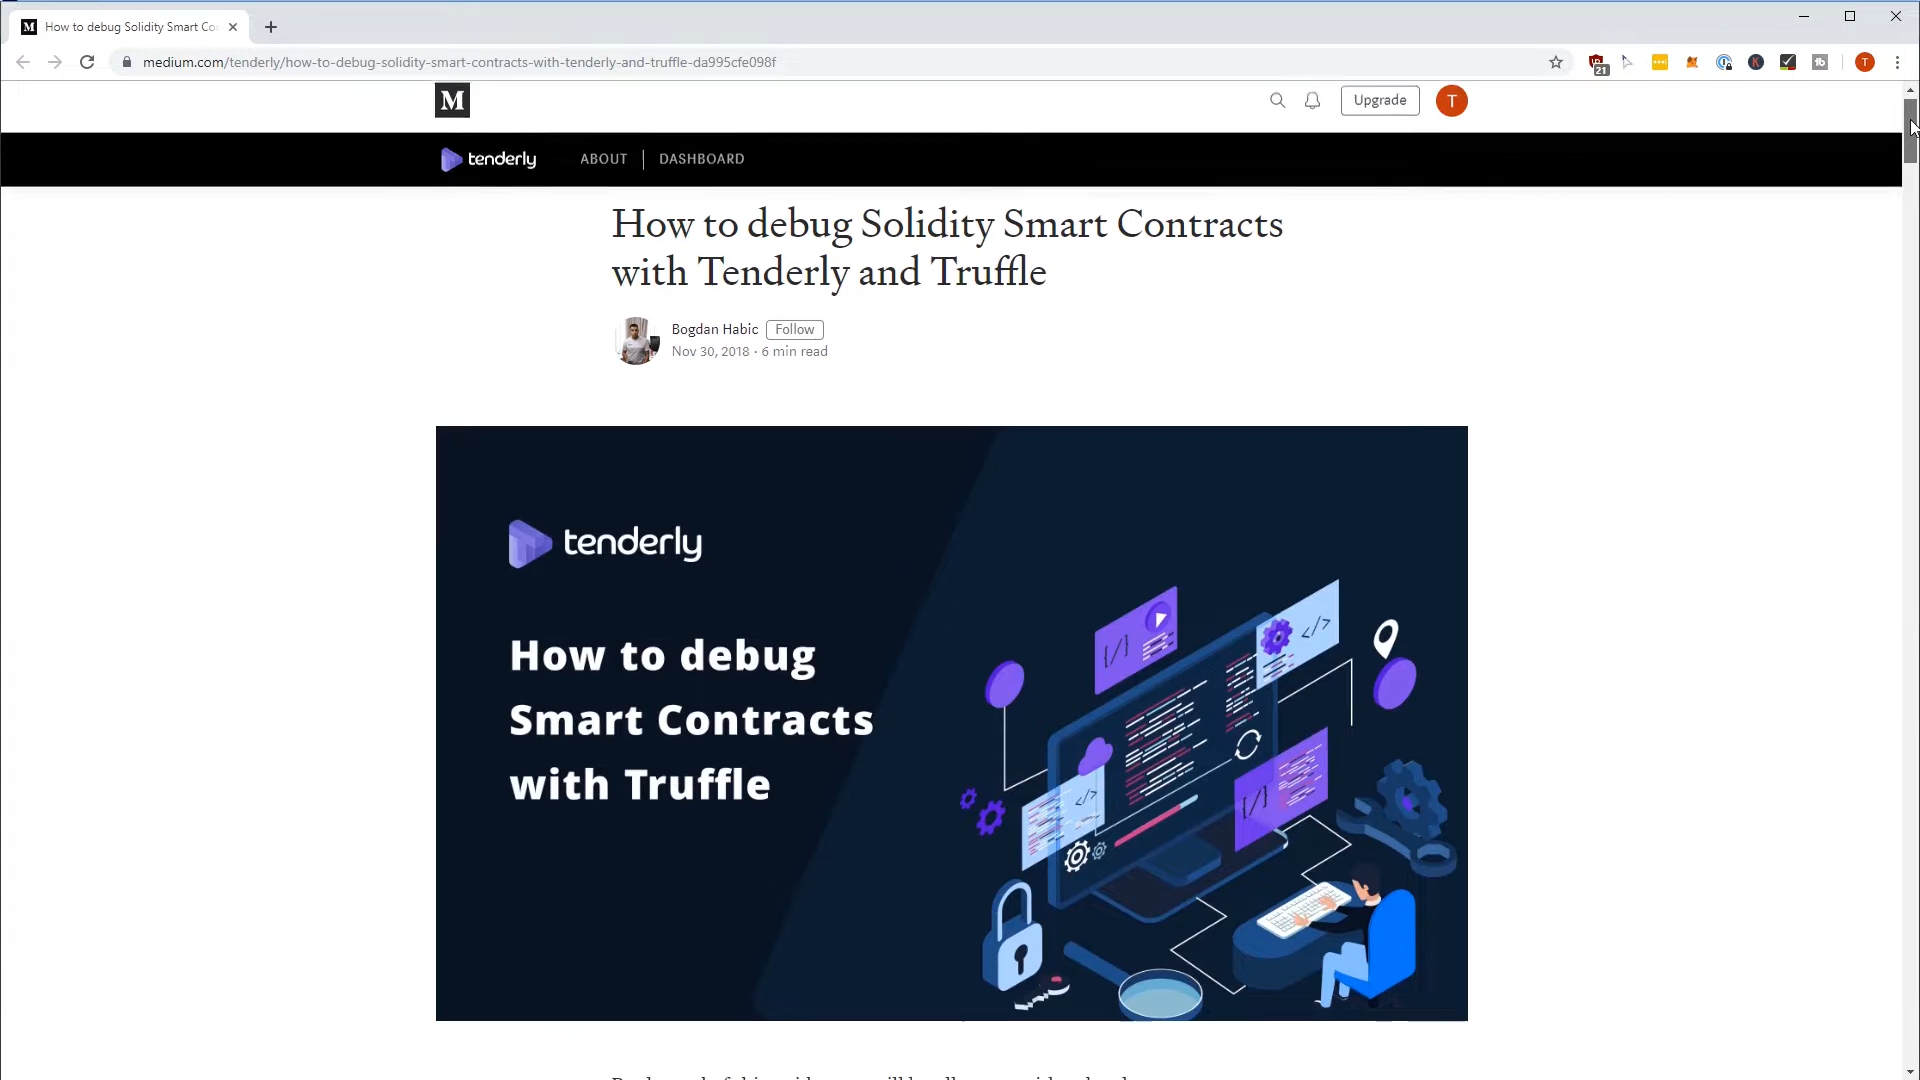 How to debug Solidity Smart Co
medium.com/tenderly/how-to-debug-solidity-smart-contracts-with-tenderly-and-truffle-da995cfe098f
21
T
M
Upgrade
T
tenderly
ABOUT
DASHBOARD
How to debug Solidity Smart Contracts
with Tenderly and Truffle
Bogdan Habic
Follow
Nov 30, 2018 · 6 min read
tenderly
How to debug
Smart Contracts
with Truffle